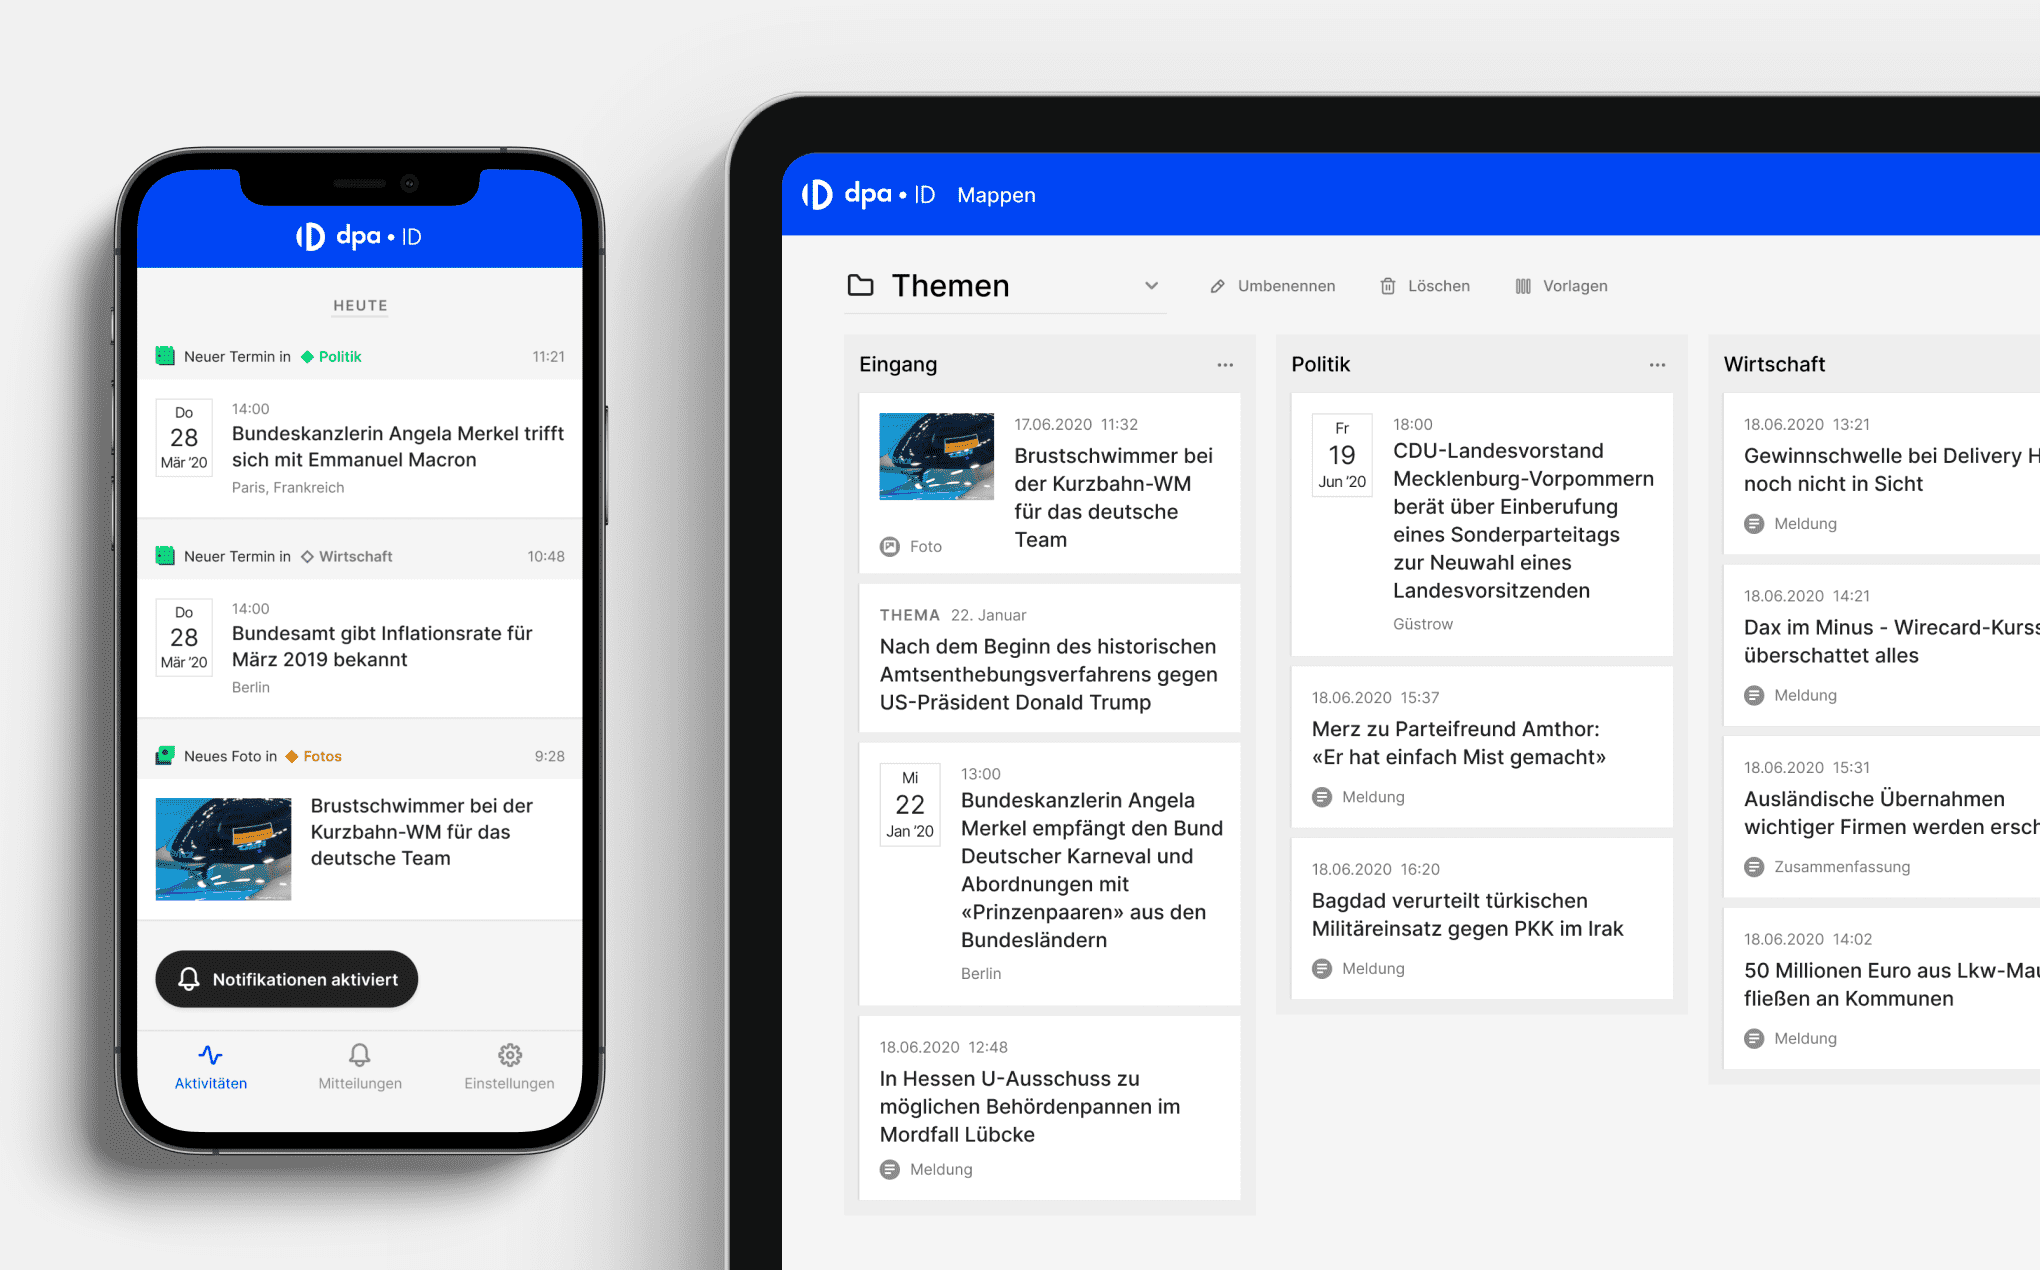 dpa • ID
HEUTE
Neuer Termin in Politik 11:21
Do
28
Mär '20
14:00
Bundeskanzlerin Angela Merkel trifft
sich mit Emmanuel Macron
Paris, Frankreich
Neuer Termin in Wirtschaft 10:48
Do
28
Mär '20
14:00
Bundesamt gibt Inflationsrate für
März 2019 bekannt
Berlin
Neues Foto in Fotos 9:28
Brustschwimmer bei der
Kurzbahn-WM für das
deutsche Team
Notifikationen aktiviert
Aktivitäten Mitteilungen Einstellungen
dpa • ID Mappen
Themen Umbenennen Löschen Vorlagen
Eingang ...
17.06.2020 11:32
Brustschwimmer bei
der Kurzbahn-WM
für das deutsche
Team
Foto
THEMA 22. Januar
Nach dem Beginn des historischen
Amtsenthebungsverfahrens gegen
US-Präsident Donald Trump
Mi
22
Jan '20
13:00
Bundeskanzlerin Angela
Merkel empfängt den Bund
Deutscher Karneval und
Abordnungen mit
«Prinzenpaaren» aus den
Bundesländern
Berlin
18.06.2020 12:48
In Hessen U-Ausschuss zu
möglichen Behördenpannen im
Mordfall Lübcke
Meldung
Politik ...
Fr
19
Jun '20
18:00
CDU-Landesvorstand
Mecklenburg-Vorpommern
berät über Einberufung
eines Sonderparteitags
zur Neuwahl eines
Landesvorsitzenden
Güstrow
18.06.2020 15:37
Merz zu Parteifreund Amthor:
«Er hat einfach Mist gemacht»
Meldung
18.06.2020 16:20
Bagdad verurteilt türkischen
Militäreinsatz gegen PKK im Irak
Meldung
Wirtschaft
18.06.2020 13:21
Gewinnschwelle bei Delivery H
noch nicht in Sicht
Meldung
18.06.2020 14:21
Dax im Minus - Wirecard-Kurss
überschattet alles
Meldung
18.06.2020 15:31
Ausländische Übernahmen
wichtiger Firmen werden ersch
Zusammenfassung
18.06.2020 14:02
50 Millionen Euro aus Lkw-Mau
fließen an Kommunen
Meldung